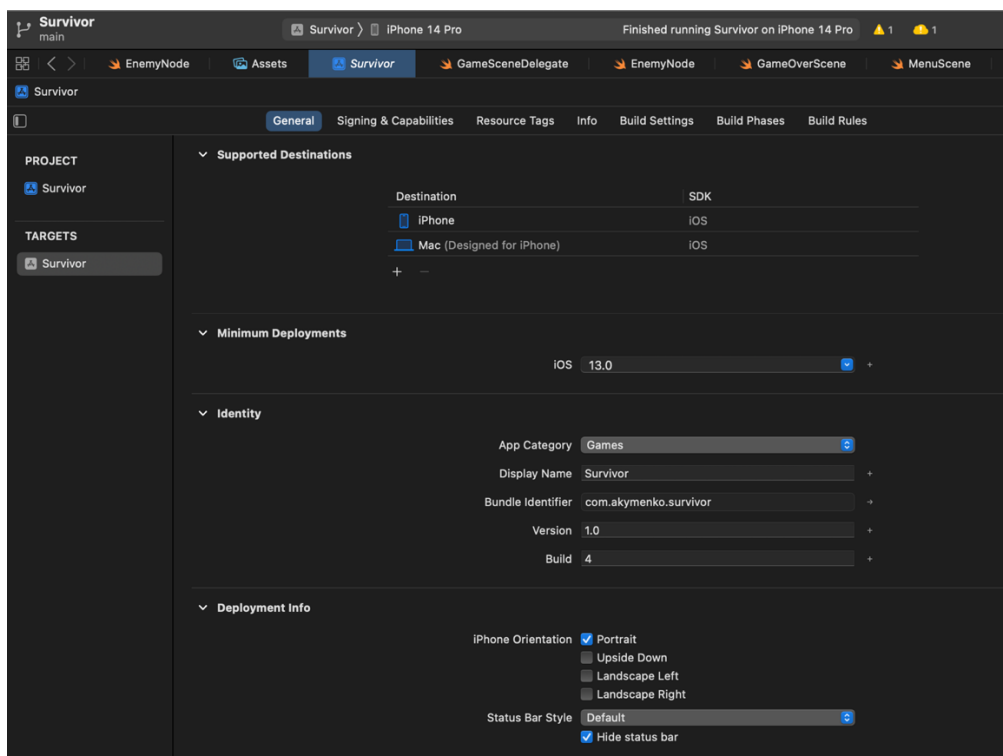 Survivor
main
Survivor 〉 iPhone 14 Pro
Finished running Survivor on iPhone 14 Pro
1
1
EnemyNode
Assets
Survivor
GameSceneDelegate
EnemyNode
GameOverScene
MenuScene
Survivor
General
Signing & Capabilities
Resource Tags
Info
Build Settings
Build Phases
Build Rules
PROJECT
Survivor
TARGETS
Survivor
Supported Destinations
Destination SDK
iPhone iOS
Mac (Designed for iPhone) iOS
+ −
Minimum Deployments
iOS 13.0
Identity
App Category Games
Display Name Survivor
Bundle Identifier com.akymenko.survivor
Version 1.0
Build 4
Deployment Info
iPhone Orientation Portrait
Upside Down
Landscape Left
Landscape Right
Status Bar Style Default
Hide status bar